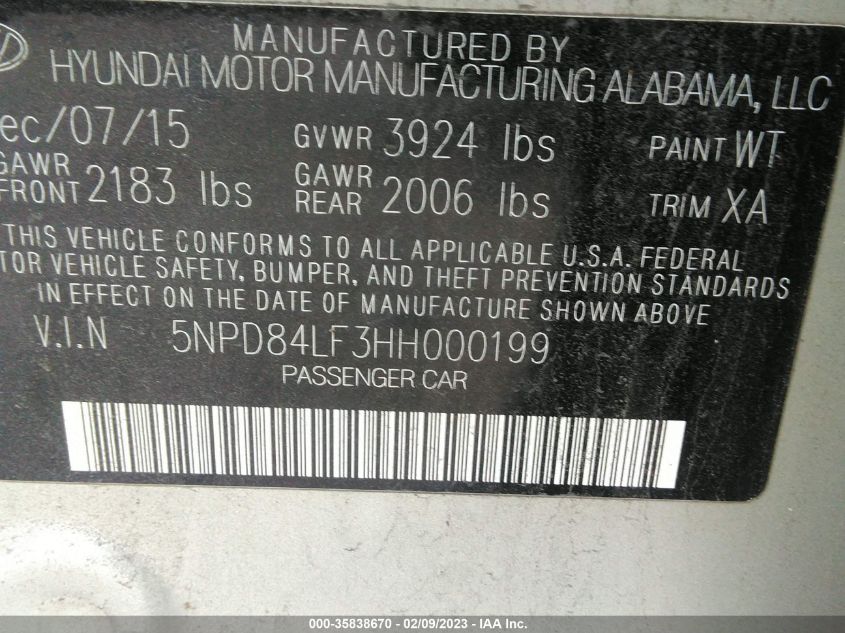 MANUFACTURED BY
HYUNDAI MOTOR MANUFACTURING ALABAMA, LLC
ec/07/15 GVWR 3924 lbs PAINT WT
GAWR FRONT 2183 lbs GAWR REAR 2006 lbs TRIM XA
THIS VEHICLE CONFORMS TO ALL APPLICABLE U.S.A. FEDERAL
TOR VEHICLE SAFETY, BUMPER, AND THEFT PREVENTION STANDARDS
IN EFFECT ON THE DATE OF MANUFACTURE SHOWN ABOVE
V.I.N 5NPD84LF3HH000199
PASSENGER CAR
000-35838670 - 02/09/2023 - IAA Inc.